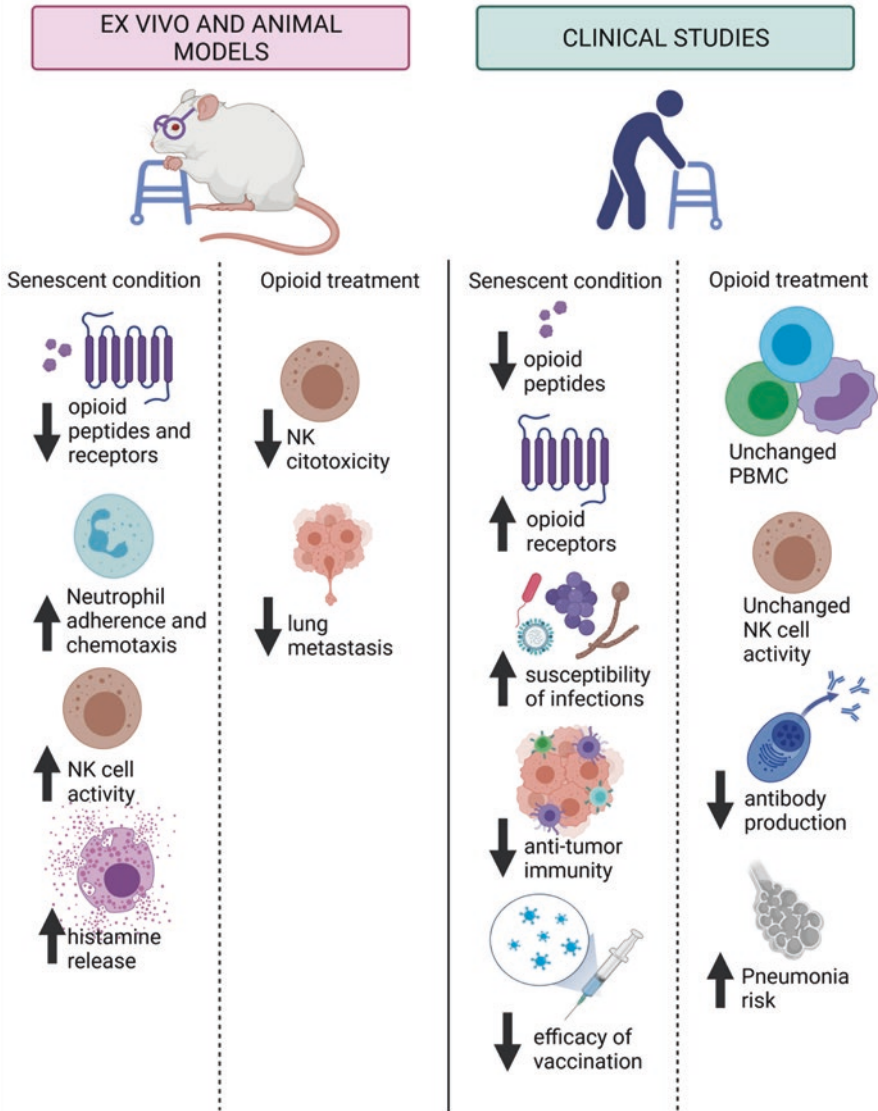 EX VIVO AND ANIMAL
MODELS
CLINICAL STUDIES
Senescent condition
opioid
peptides and
receptors
Neutrophil
adherence and
chemotaxis
NK cell
activity
histamine
release
Opioid treatment
NK
citotoxicity
lung
metastasis
Senescent condition
opioid
peptides
opioid
receptors
susceptibility
of infections
anti-tumor
immunity
efficacy of
vaccination
Opioid treatment
Unchanged
PBMC
Unchanged
NK cell
activity
antibody
production
Pneumonia
risk